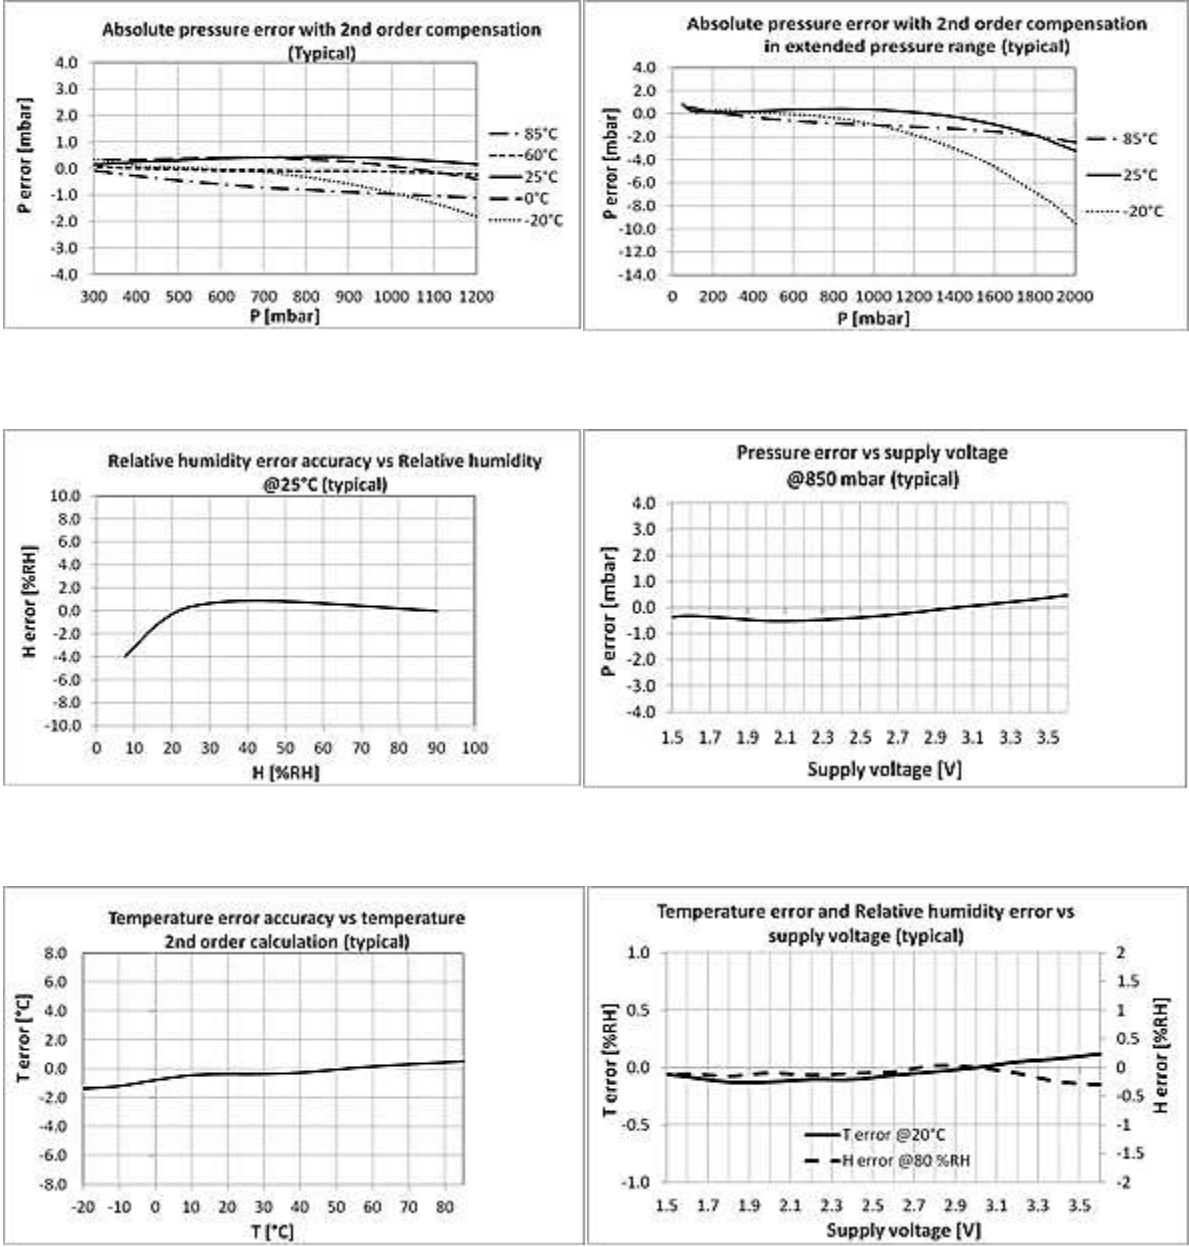 Absolute pressure error with 2nd order compensation
(Typical)
4.0
3.0
2.0
1.0
0.0
-1.0
-2.0
-3.0
-4.0
P error [mbar]
300 400 500 600 700 800 900 1000 1100 1200
P [mbar]
85°C
60°C
25°C
0°C
-20°C
Absolute pressure error with 2nd order compensation
in extended pressure range (typical)
4.0
2.0
0.0
-2.0
-4.0
-6.0
-8.0
-10.0
-12.0
-14.0
P error [mbar]
0 200 400 600 800 1000 1200 1400 1600 1800 2000
P [mbar]
85°C
25°C
-20°C
Relative humidity error accuracy vs Relative humidity
@25°C (typical)
10.0
8.0
6.0
4.0
2.0
0.0
-2.0
-4.0
-6.0
-8.0
-10.0
H error [%RH]
0 10 20 30 40 50 60 70 80 90 100
H [%RH]
Pressure error vs supply voltage
@850 mbar (typical)
4.0
3.0
2.0
1.0
0.0
-1.0
-2.0
-3.0
-4.0
P error [mbar]
1.5 1.7 1.9 2.1 2.3 2.5 2.7 2.9 3.1 3.3 3.5
Supply voltage [V]
Temperature error accuracy vs temperature
2nd order calculation (typical)
8.0
6.0
4.0
2.0
0.0
-2.0
-4.0
-6.0
-8.0
T error [°C]
-20 -10 0 10 20 30 40 50 60 70 80
T [°C]
Temperature error and Relative humidity error vs
supply voltage (typical)
1.0
0.5
0.0
-0.5
-1.0
T error [%RH]
2
1.5
1
0.5
0
-0.5
-1
-1.5
-2
H error [%RH]
T error @20°C
H error @80 %RH
1.5 1.7 1.9 2.1 2.3 2.5 2.7 2.9 3.1 3.3 3.5
Supply voltage [V]